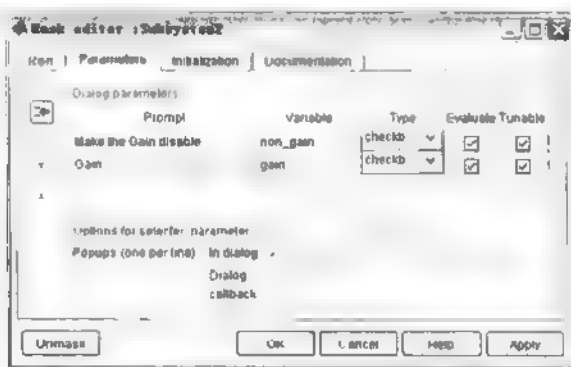 Mask editor :Subsystem2
Icon Parameters Initialization Documentation
Dialog parameters
Prompt Variable Type Evaluate Tunable
Make the Gain disable non_gain checkb
Gain gain checkb
Options for selecter parameter
Popups (one per line) In dialog
Dialog
callback
Unmask OK Cancel Help Apply